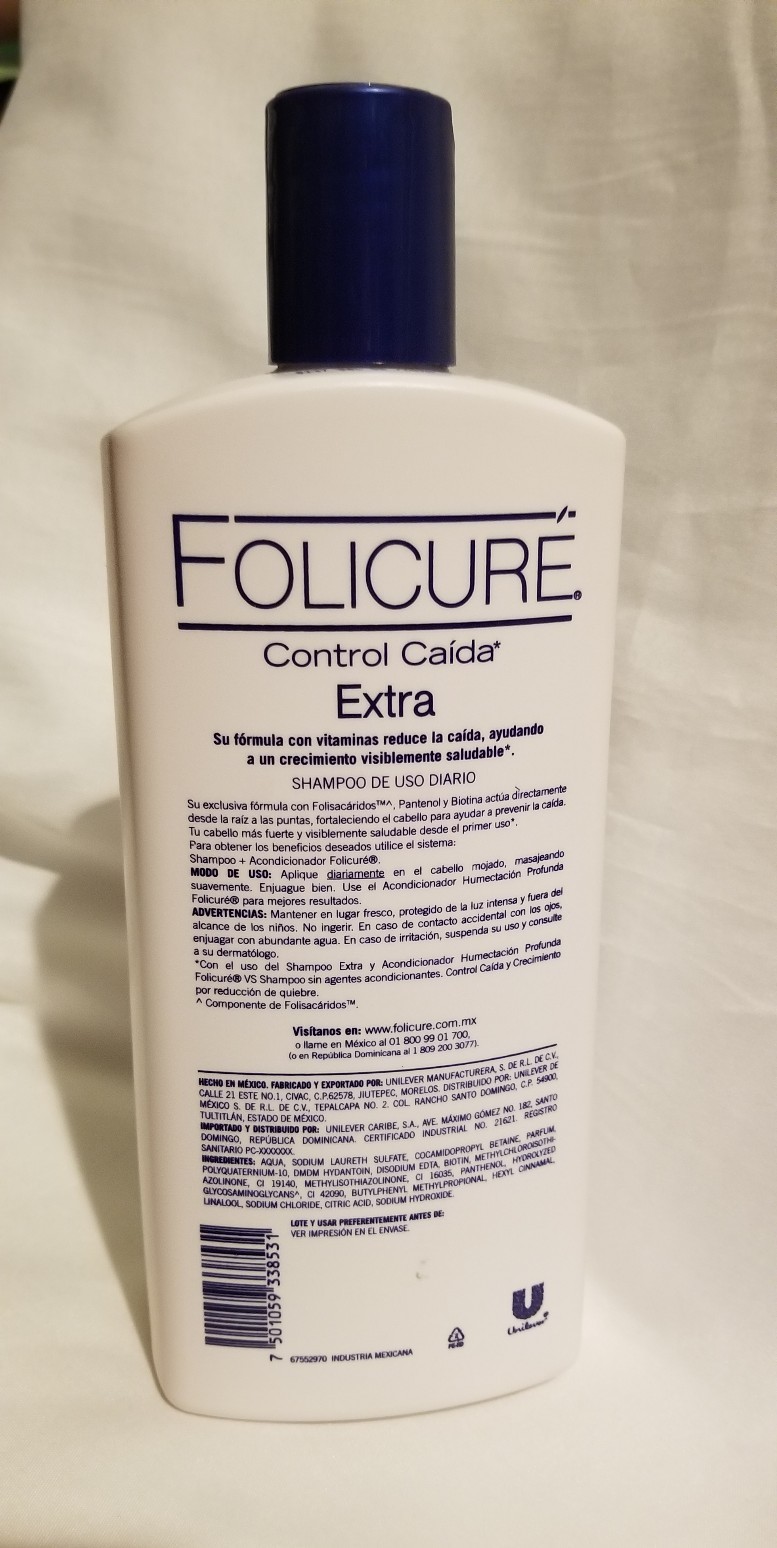 FOLICURÉ®
Control Caída*
Extra
Su fórmula con vitaminas reduce la caída, ayudando
a un crecimiento visiblemente saludable*.
SHAMPOO DE USO DIARIO
Su exclusiva fórmula con Folisacáridos™^, Pantenol y Biotina actúa directamente
desde la raíz a las puntas, fortaleciendo el cabello para ayudar a prevenir la caída.
Tu cabello más fuerte y visiblemente saludable desde el primer uso*.
Para obtener los beneficios deseados utilice el sistema:
Shampoo + Acondicionador Folicuré®.
MODO DE USO: Aplique diariamente en el cabello mojado, masajeando
suavemente. Enjuague bien. Use el Acondicionador Humectación Profunda
Folicuré® para mejores resultados.
ADVERTENCIAS: Mantener en lugar fresco, protegido de la luz intensa y fuera del
alcance de los niños. No ingerir. En caso de contacto accidental con los ojos,
enjuagar con abundante agua. En caso de irritación, suspenda su uso y consulte
a su dermatólogo.
*Con el uso del Shampoo Extra y Acondicionador Humectación Profunda
Folicuré® VS Shampoo sin agentes acondicionantes. Control Caída y Crecimiento
por reducción de quiebre.
^ Componente de Folisacáridos™.
Visítanos en: www.folicure.com.mx
o llame en México al 01 800 99 01 700,
(o en República Dominicana al 1 809 200 3077).
HECHO EN MÉXICO. FABRICADO Y EXPORTADO POR: UNILEVER MANUFACTURERA, S. DE R.L. DE C.V.,
CALLE 21 ESTE NO.1, CIVAC, C.P.62578, JIUTEPEC, MORELOS. DISTRIBUIDO POR: UNILEVER DE
MÉXICO S. DE R.L. DE C.V., TEPALCAPA NO. 2. COL. RANCHO SANTO DOMINGO, C.P. 54900,
TULTITLÁN, ESTADO DE MÉXICO.
IMPORTADO Y DISTRIBUIDO POR: UNILEVER CARIBE, S.A., AVE. MÁXIMO GÓMEZ NO. 182, SANTO
DOMINGO, REPÚBLICA DOMINICANA. CERTIFICADO INDUSTRIAL NO. 21621. REGISTRO
SANITARIO PC-XXXXXXX.
INGREDIENTES: AQUA, SODIUM LAURETH SULFATE, COCAMIDOPROPYL BETAINE, PARFUM,
POLYQUATERNIUM-10, DMDM HYDANTOIN, DISODIUM EDTA, BIOTIN, METHYLCHLOROISOTHI-
AZOLINONE, CI 19140, METHYLISOTHIAZOLINONE, CI 16035, PANTHENOL, HYDROLYZED
GLYCOSAMINOGLYCANS^, CI 42090, BUTYLPHENYL METHYLPROPIONAL, HEXYL CINNAMAL,
LINALOOL, SODIUM CHLORIDE, CITRIC ACID, SODIUM HYDROXIDE.
LOTE Y USAR PREFERENTEMENTE ANTES DE:
VER IMPRESIÓN EN EL ENVASE.
7 501059 338531
67552970 INDUSTRIA MEXICANA
Unilever